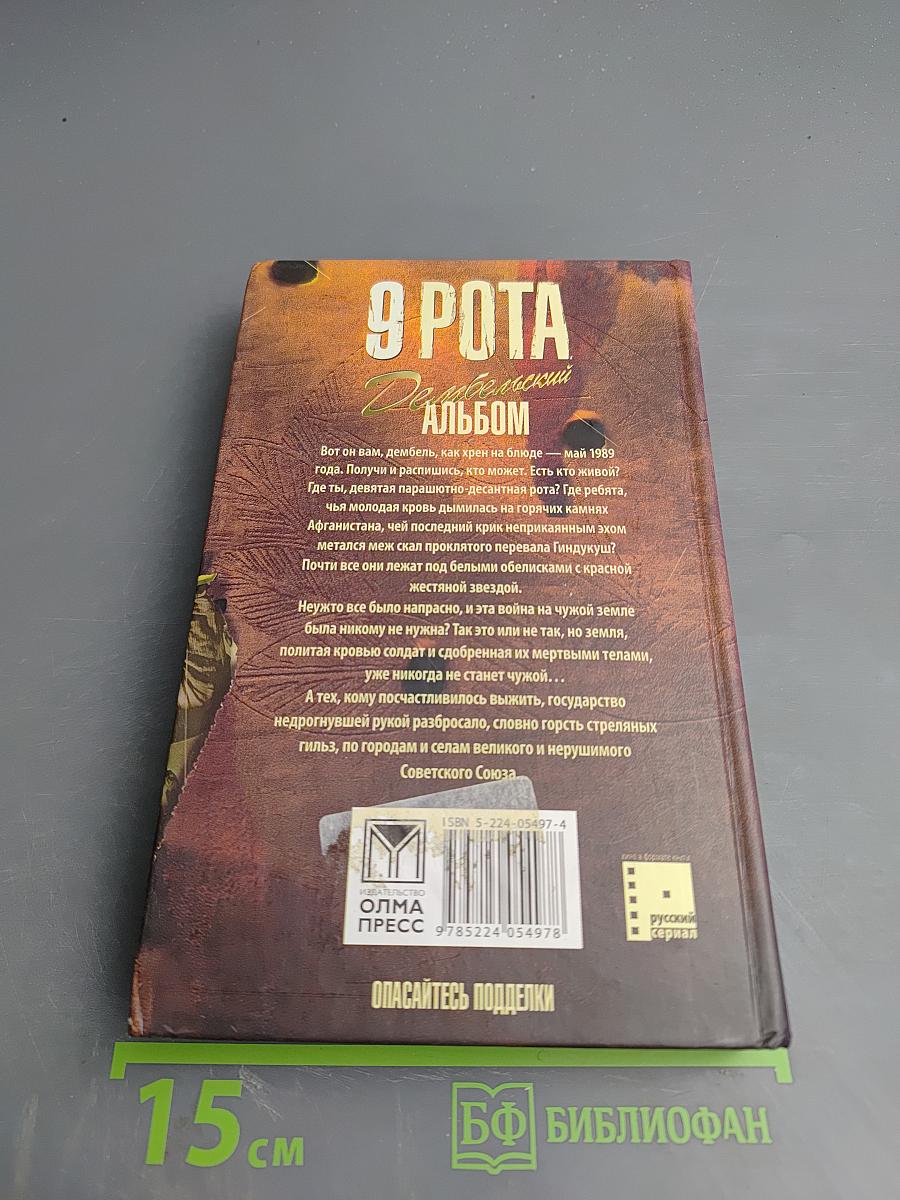 9 РОТА
Дембельский
АЛЬБОМ
Вот он вам, дембель, как хрен на блюде — май 1989
года. Получи и распишись, кто может. Есть кто живой?
Где ты, девятая парашютно-десантная рота? Где ребята,
чья молодая кровь дымилась на горячих камнях
Афганистана, чей последний крик неприкаянным эхом
метался меж скал проклятого перевала Гиндукуш?
Почти все они лежат под белыми обелисками с красной
жестяной звездой.
Неужто все было напрасно, и эта война на чужой земле
была никому не нужна? Так это или не так, но земля,
политая кровью солдат и сдобренная их мертвыми телами,
уже никогда не станет чужой...
А тех, кому посчастливилось выжить, государство
недрогнувшей рукой разбросало, словно горсть стреляных
гильз, по городам и селам великого и нерушимого
Советского Союза
ISBN 5-224-05497-4
ИЗДАТЕЛЬСТВО
ОЛМА
ПРЕСС
9785224 054978
кино в формате книги
русский
сериал
ОПАСАЙТЕСЬ ПОДДЕЛКИ
15 см
БФ БИБЛИОФАН